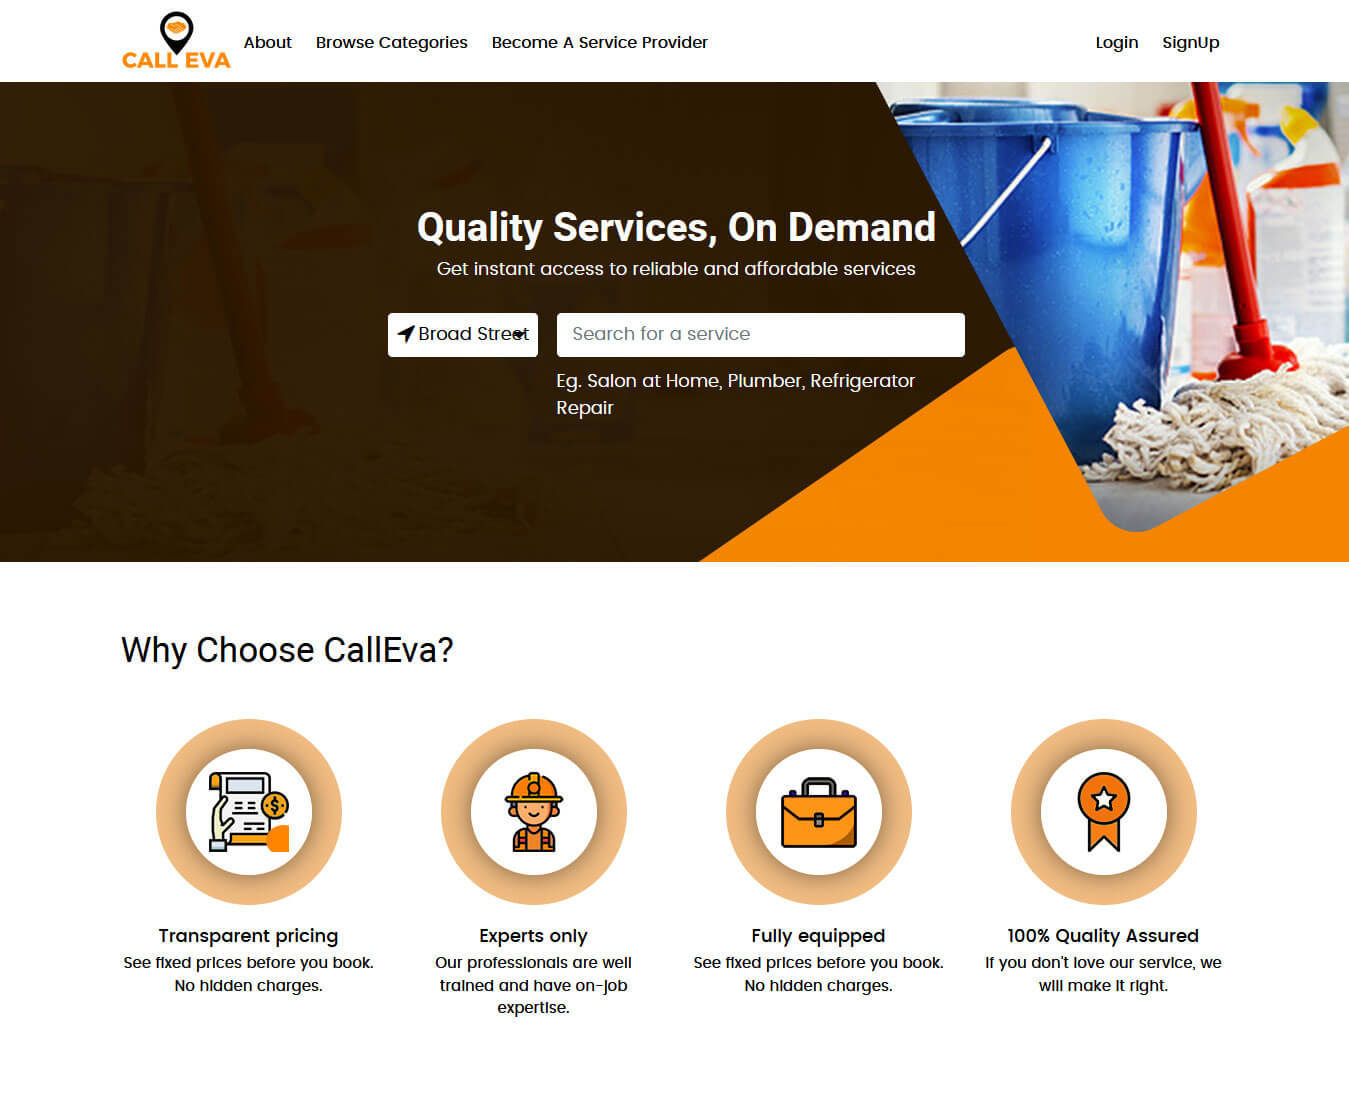 CALL EVA
About Browse Categories Become A Service Provider Login SignUp
Quality Services, On Demand
Get instant access to reliable and affordable services
Broad Street Search for a service
Eg. Salon at Home, Plumber, Refrigerator
Repair
Why Choose CallEva?
$
Transparent pricing
See fixed prices before you book.
No hidden charges.
Experts only
Our professionals are well
trained and have on-job
expertise.
Fully equipped
See fixed prices before you book.
No hidden charges.
100% Quality Assured
If you don't love our service, we
will make it right.